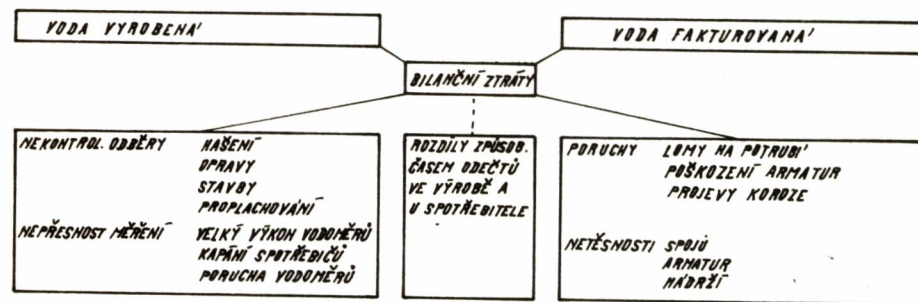 VODA VYROBENÁ
VODA FAKTUROVANÁ
BILANČNÍ ZTRÁTY
NEKONTROL. ODBĚRY HAŠENÍ
OPRAVY
STAVBY
PROPLACHOVÁNÍ
NEPŘESNOST MĚŘENÍ VELKÝ VÝKON VODOMĚRŮ
KAPÁNÍ SPOTŘEBIČŮ
PORUCHA VODOMĚRŮ
ROZDÍLY ZPŮSOB.
ČASEM ODEČTŮ
VE VÝROBĚ A
U SPOTŘEBITELE
PORUCHY LOMY NA POTRUBÍ
POŠKOZENÍ ARMATUR
PROJEVY KOROZE
NETĚSNOSTI SPOJŮ
ARMATUR
NÁDRŽÍ